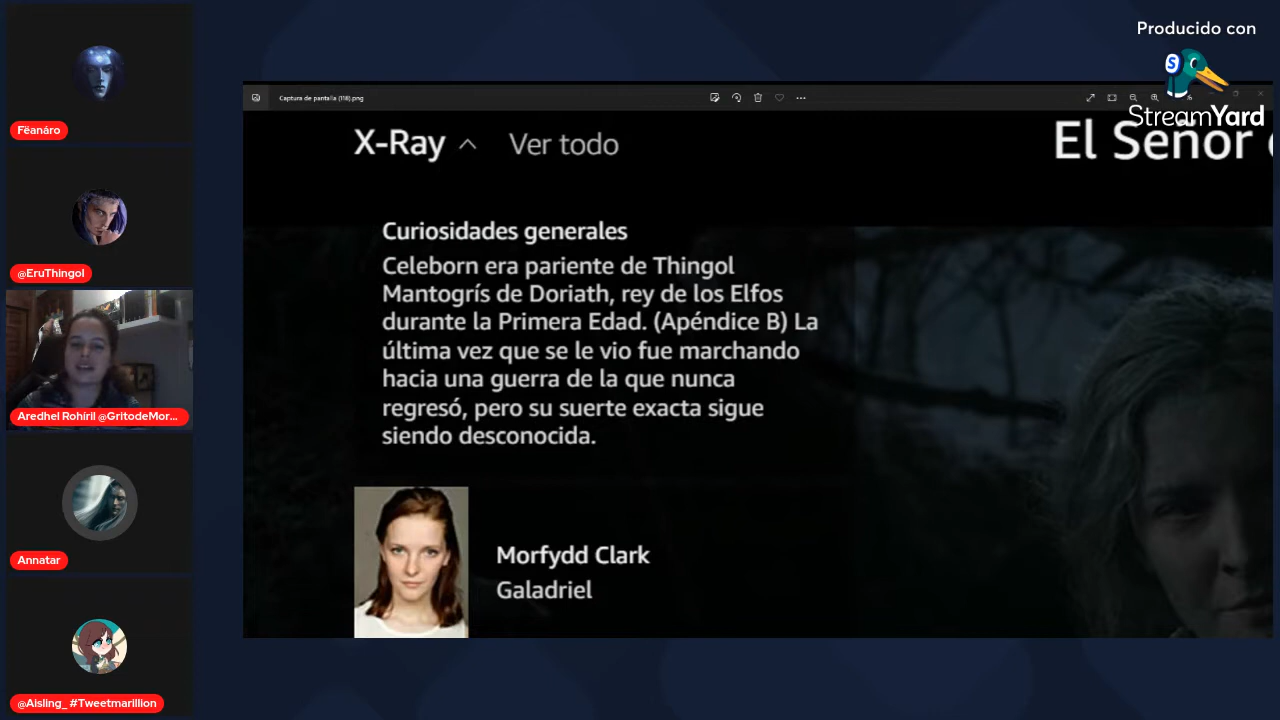 Producido con
StreamYard
Fëanáro
@EruThingol
Aredhel Rohíril @GritodeMor...
Annatar
@Aisling_ #Tweetmarillion
Captura de pantalla (118).png
X-Ray Ver todo
El Señor
Curiosidades generales
Celeborn era pariente de Thingol
Mantogrís de Doriath, rey de los Elfos
durante la Primera Edad. (Apéndice B) La
última vez que se le vio fue marchando
hacia una guerra de la que nunca
regresó, pero su suerte exacta sigue
siendo desconocida.
Morfydd Clark
Galadriel